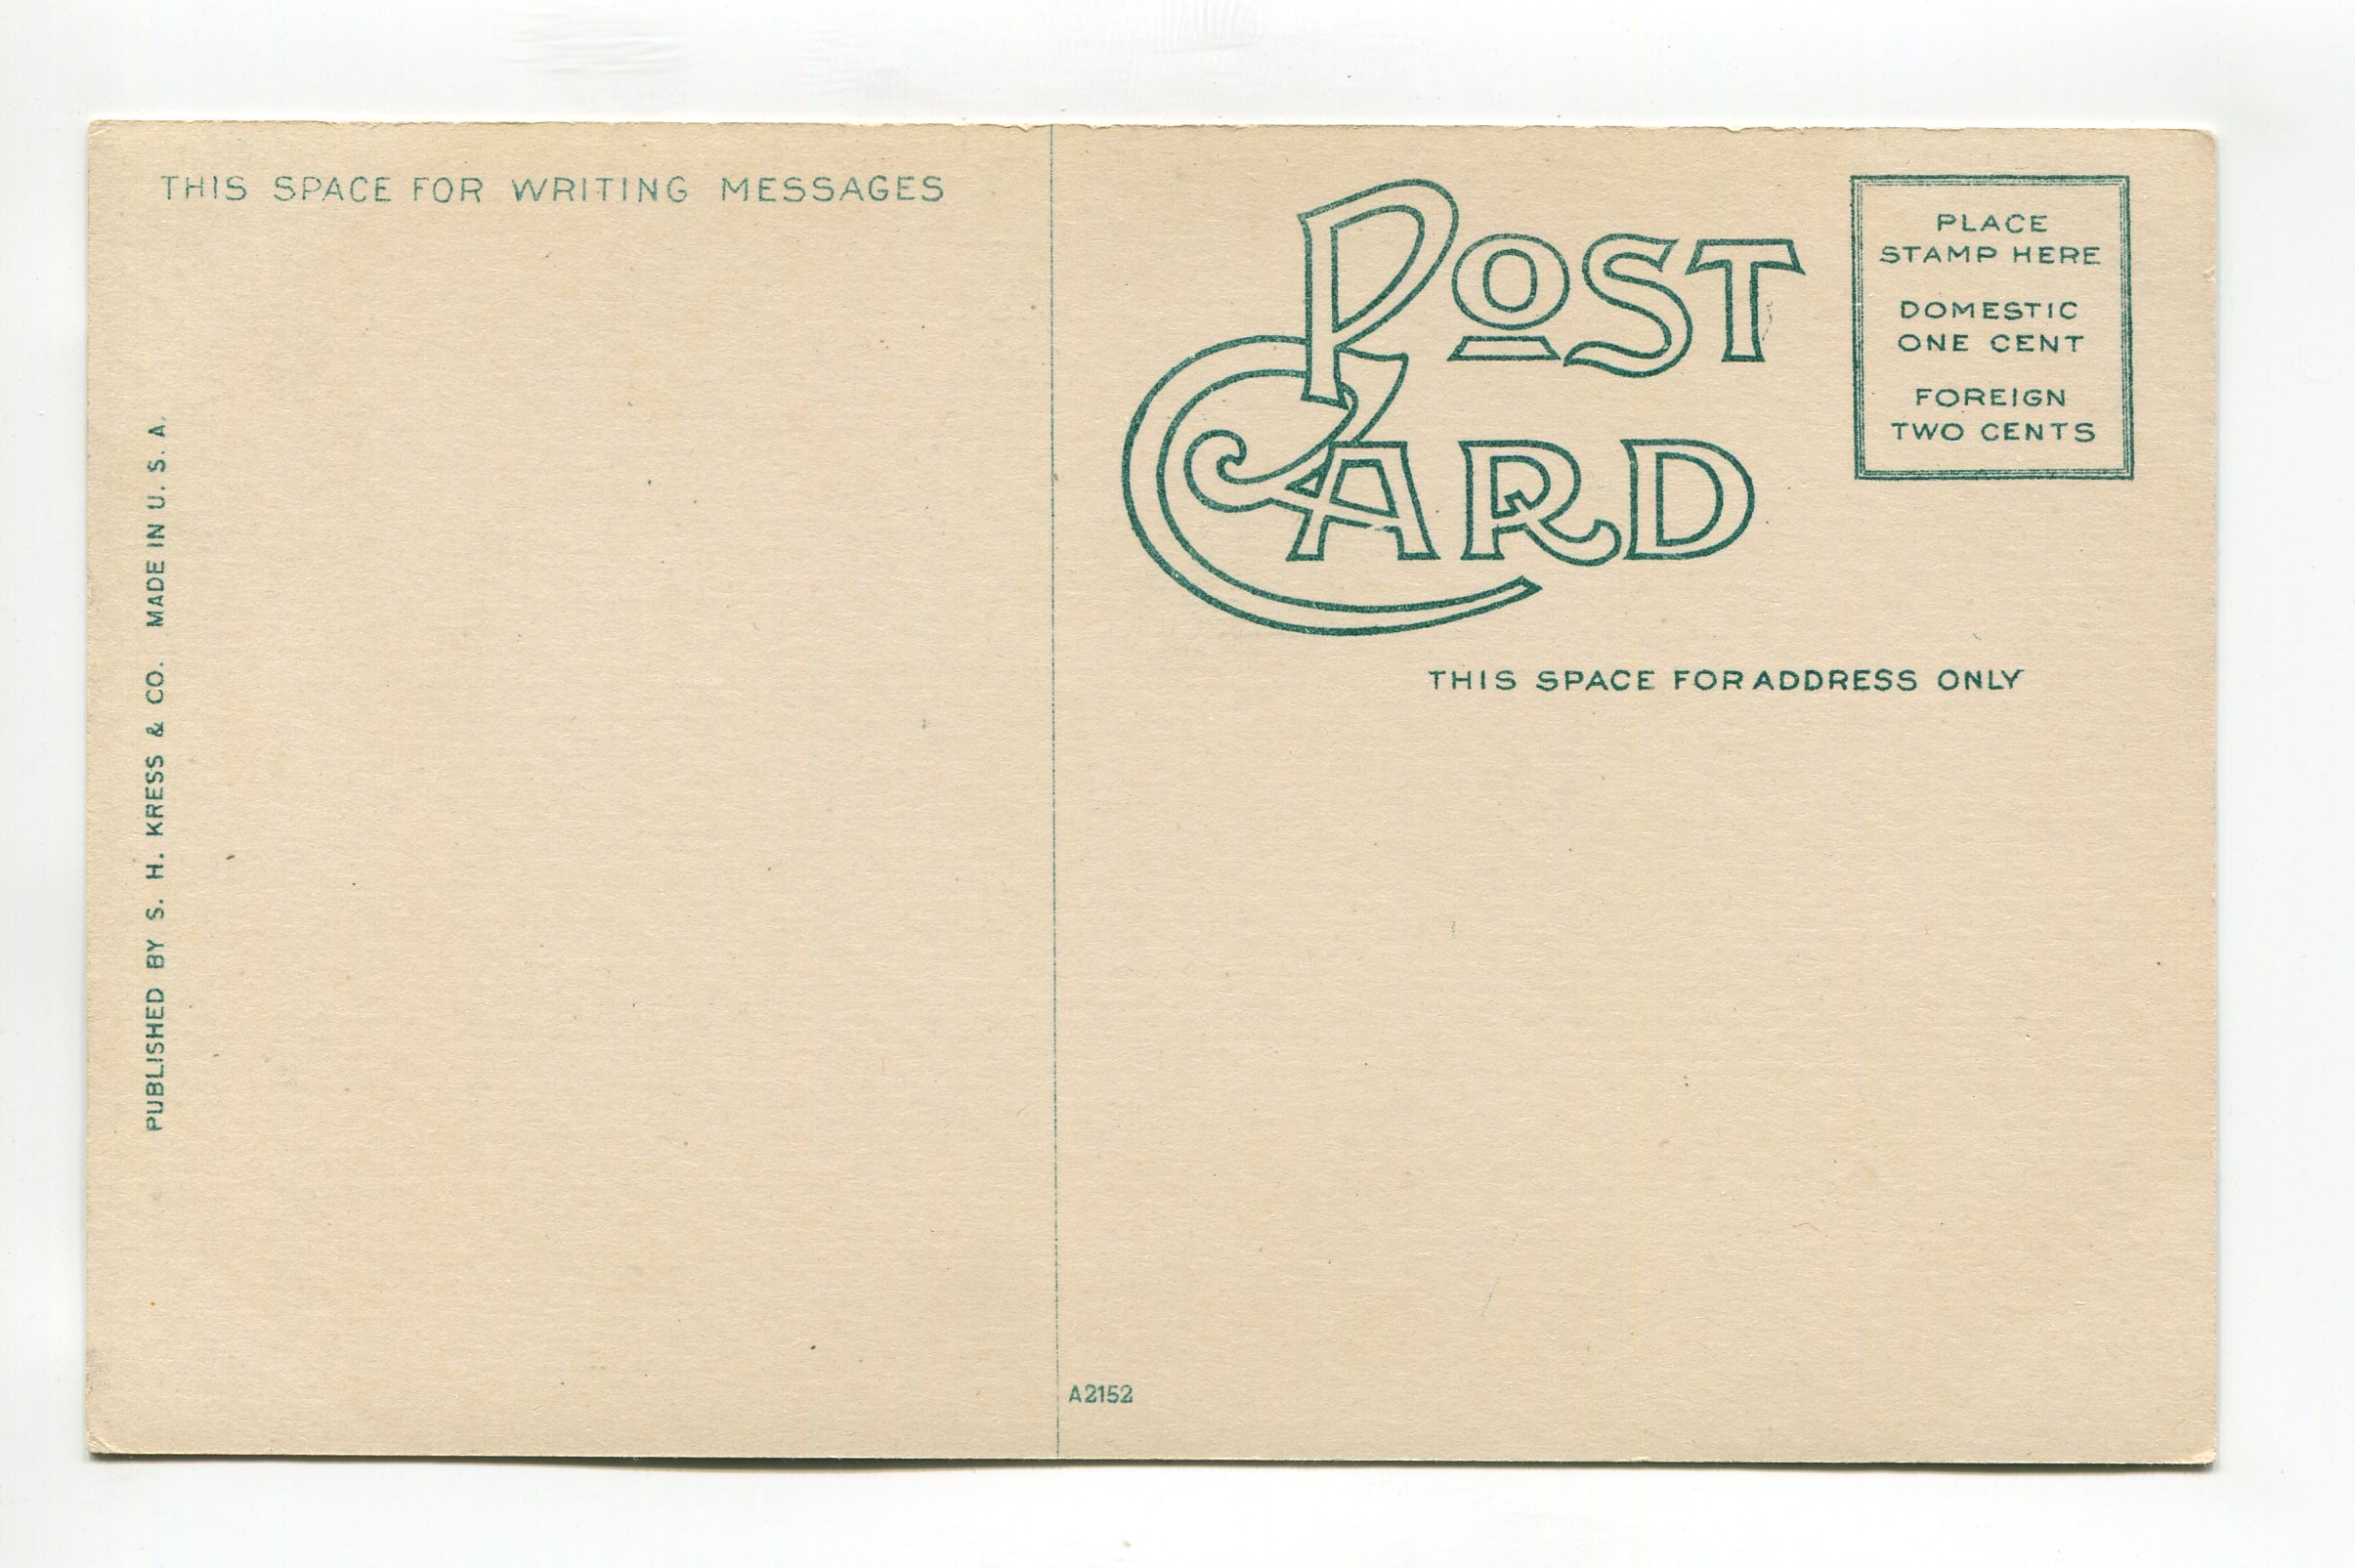 THIS SPACE FOR WRITING MESSAGES
POST
CARD
PLACE
STAMP HERE
DOMESTIC
ONE CENT
FOREIGN
TWO CENTS
THIS SPACE FOR ADDRESS ONLY
PUBLISHED BY S. H. KRESS & CO. MADE IN U. S. A.
A2152